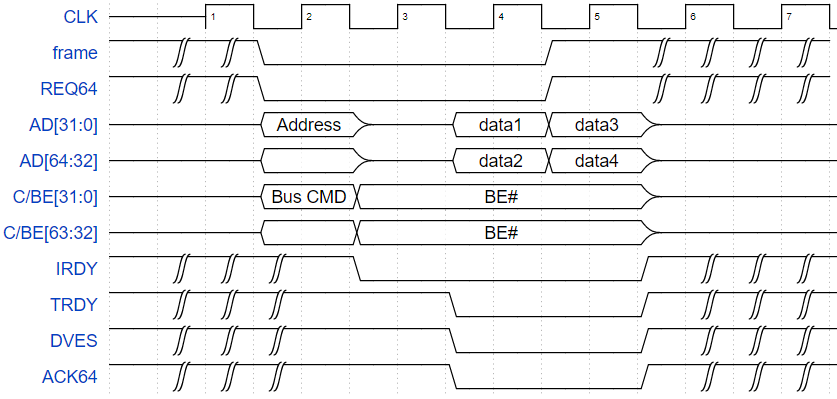 CLK 1 2 3 4 5 6 7
frame
REQ64
AD[31:0] Address data1 data3
AD[64:32] data2 data4
C/BE[31:0] Bus CMD BE#
C/BE[63:32] BE#
IRDY
TRDY
DVES
ACK64